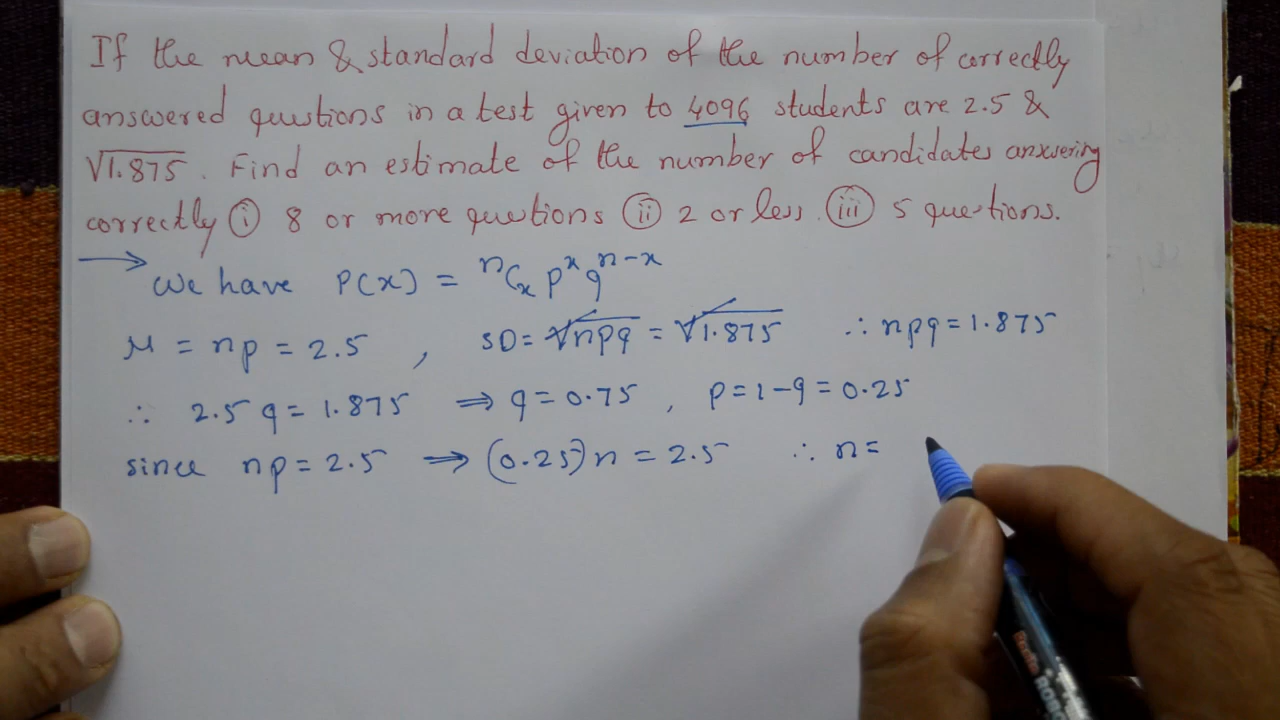 If the mean & standard deviation of the number of correctly
answered questions in a test given to 4096 students are 2.5 &
√1.875. Find an estimate of the number of candidates answering
correctly (i) 8 or more questions (ii) 2 or less. (iii) 5 questions.
→ We have P(x) = ⁿCₓ pˣ qⁿ⁻ˣ
μ = np = 2.5 , SD = √npq = √1.875 ∴ npq = 1.875
∴ 2.5 q = 1.875 ⇒ q = 0.75 , p = 1-q = 0.25
since np = 2.5 ⇒ (0.25)n = 2.5 ∴ n =